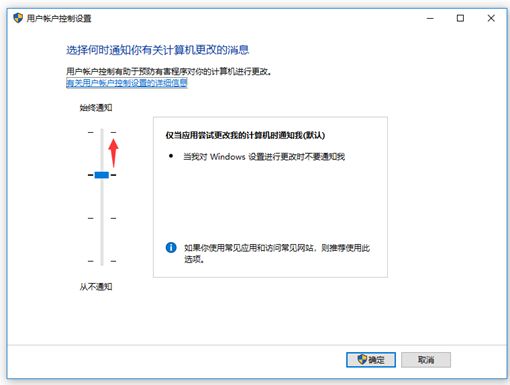 用户帐户控制设置
选择何时通知你有关计算机更改的消息
用户帐户控制有助于预防有害程序对你的计算机进行更改。
有关用户帐户控制设置的详细信息
始终通知
仅当应用尝试更改我的计算机时通知我(默认)
• 当我对 Windows 设置进行更改时不要通知我
如果你使用常见应用和访问常见网站，则推荐使用此
选项。
从不通知
确定 取消